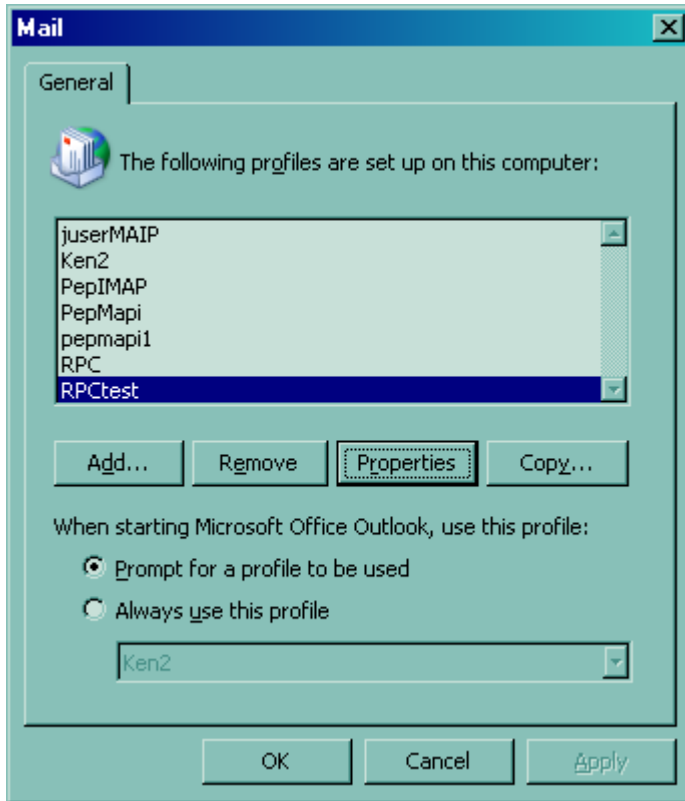 Mail
General
The following profiles are set up on this computer:
juserMAIP
Ken2
PepIMAP
PepMapi
pepmapi1
RPC
RPCtest
Add...
Remove
Properties
Copy...
When starting Microsoft Office Outlook, use this profile:
Prompt for a profile to be used
Always use this profile
Ken2
OK
Cancel
Apply